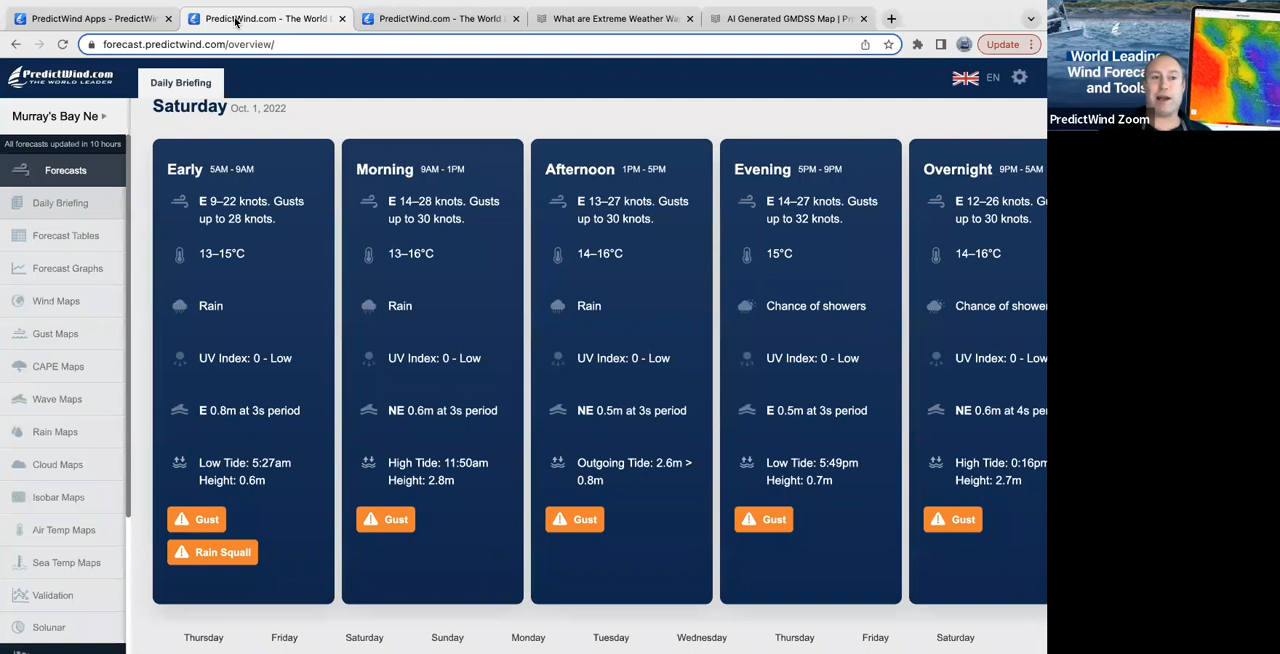 PredictWind Apps - PredictWin
PredictWind.com - The World L
PredictWind.com - The World
What are Extreme Weather Wa
AI Generated GMDSS Map | Pr
forecast.predictwind.com/overview/
Update
PredictWind.com
THE WORLD LEADER
Daily Briefing
EN
Murray's Bay Ne
All forecasts updated in 10 hours
Forecasts
Daily Briefing
Forecast Tables
Forecast Graphs
Wind Maps
Gust Maps
CAPE Maps
Wave Maps
Rain Maps
Cloud Maps
Isobar Maps
Air Temp Maps
Sea Temp Maps
Validation
Solunar
Saturday Oct. 1, 2022
Early 5AM - 9AM
E 9–22 knots. Gusts
up to 28 knots.
13–15°C
Rain
UV Index: 0 - Low
E 0.8m at 3s period
Low Tide: 5:27am
Height: 0.6m
Gust
Rain Squall
Morning 9AM - 1PM
E 14–28 knots. Gusts
up to 30 knots.
13–16°C
Rain
UV Index: 0 - Low
NE 0.6m at 3s period
High Tide: 11:50am
Height: 2.8m
Gust
Afternoon 1PM - 5PM
E 13–27 knots. Gusts
up to 30 knots.
14–16°C
Rain
UV Index: 0 - Low
NE 0.5m at 3s period
Outgoing Tide: 2.6m >
0.8m
Gust
Evening 5PM - 9PM
E 14–27 knots. Gusts
up to 32 knots.
15°C
Chance of showers
UV Index: 0 - Low
E 0.5m at 3s period
Low Tide: 5:49pm
Height: 0.7m
Gust
Overnight 9PM - 5AM
E 12–26 knots. Gu
up to 30 knots.
14–16°C
Chance of showe
UV Index: 0 - Low
NE 0.6m at 4s pe
High Tide: 0:16pm
Height: 2.7m
Gust
Thursday Friday Saturday Sunday Monday Tuesday Wednesday Thursday Friday Saturday
World Leading
Wind Foreca
and Tools
PredictWind Zoom